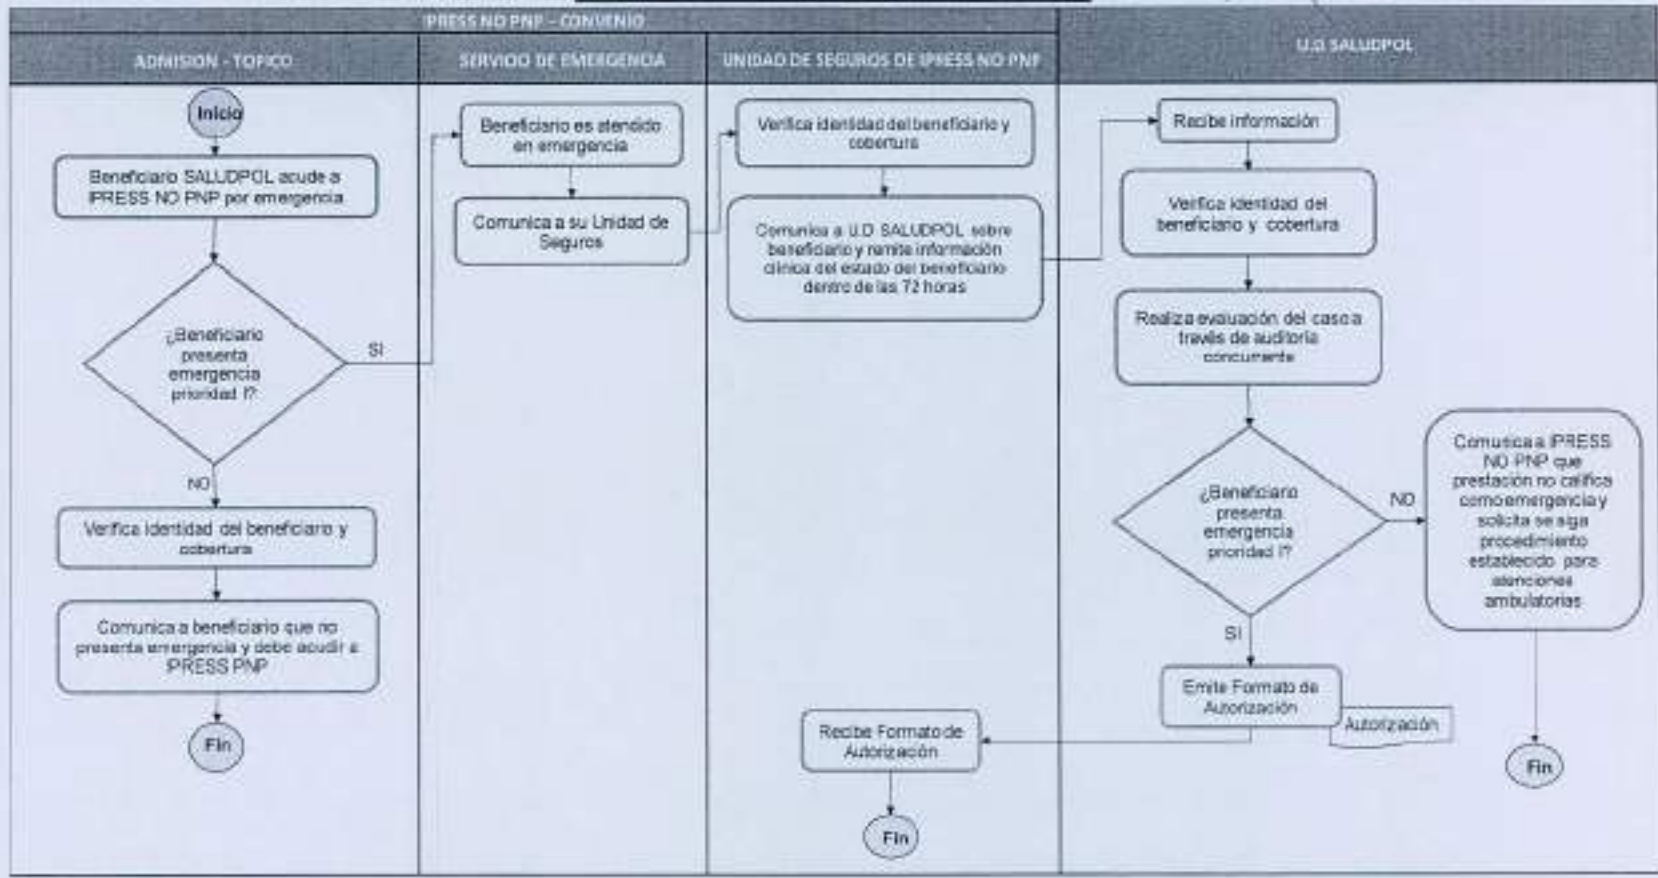 IPRESS NO PNP - CONVENIO
ADMISION - TOPICO
SERVICIO DE EMERGENCIA
UNIDAD DE SEGUROS DE IPRESS NO PNP
U.D SALUDPOL
Inicio
Beneficiario SALUDPOL acude a
IPRESS NO PNP por emergencia
¿Beneficiario
presenta
emergencia
prioridad I?
SI
NO
Verifica identidad del beneficiario y
cobertura
Comunica a beneficiario que no
presenta emergencia y debe acudir a
IPRESS PNP
Fin
Beneficiario es atendido
en emergencia
Comunica a su Unidad de
Seguros
Verifica identidad del beneficiario y
cobertura
Comunica a U.D SALUDPOL sobre
beneficiario y remite información
clínica del estado del beneficiario
dentro de las 72 horas
Recibe Formato de
Autorización
Fin
Recibe información
Verifica identidad del
beneficiario y cobertura
Realiza evaluación del caso a
través de auditoría
concurrente
¿Beneficiario
presenta
emergencia
prioridad I?
NO
SI
Comunica a IPRESS
NO PNP que
prestación no califica
como emergencia y
solicita se siga
procedimiento
establecido para
atenciones
ambulatorias
Emite Formato de
Autorización
Autorización
Fin